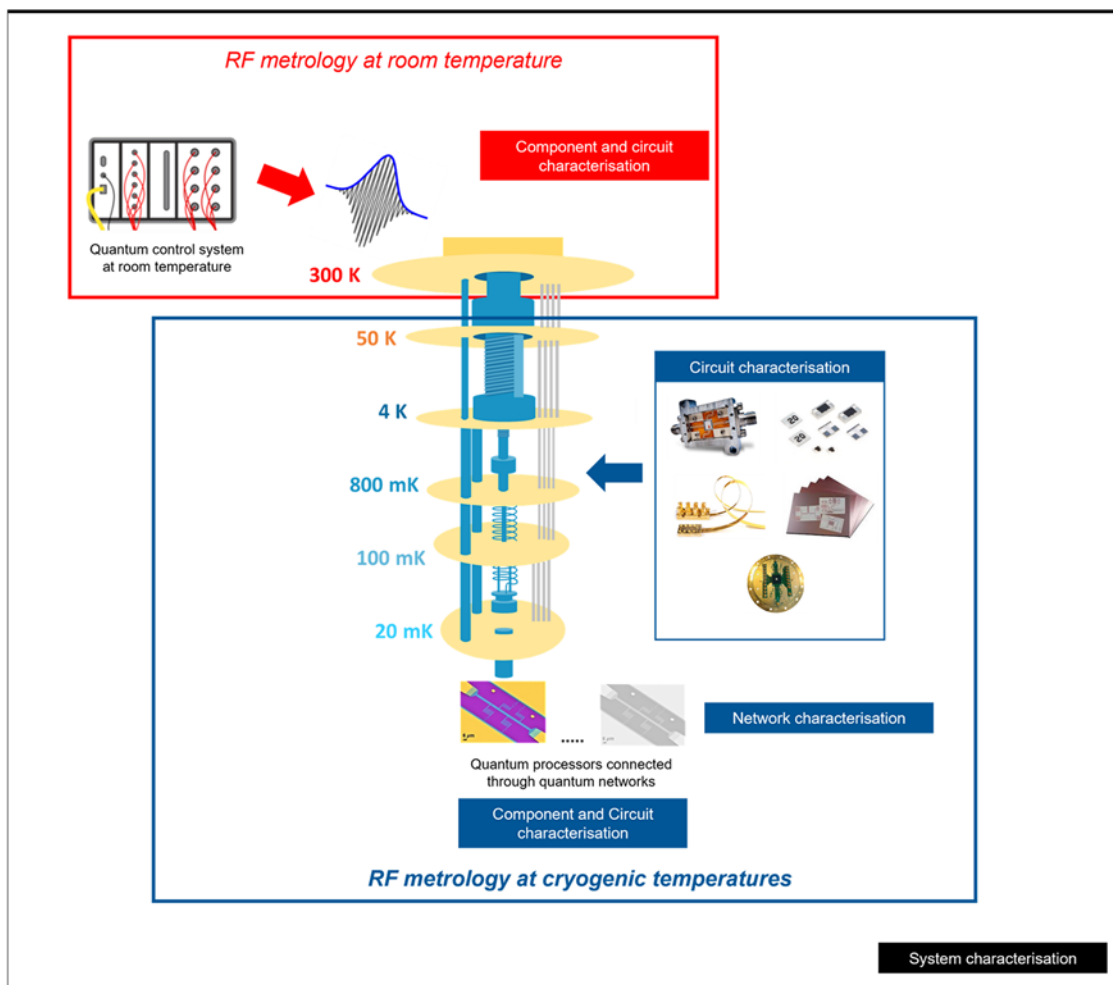 RF metrology at room temperature
Component and circuit
characterisation
Quantum control system
at room temperature
300 K
50 K
Circuit characterisation
4 K
20
20
800 mK
100 mK
20 mK
Network characterisation
.....
Quantum processors connected
through quantum networks
Component and Circuit
characterisation
RF metrology at cryogenic temperatures
System characterisation